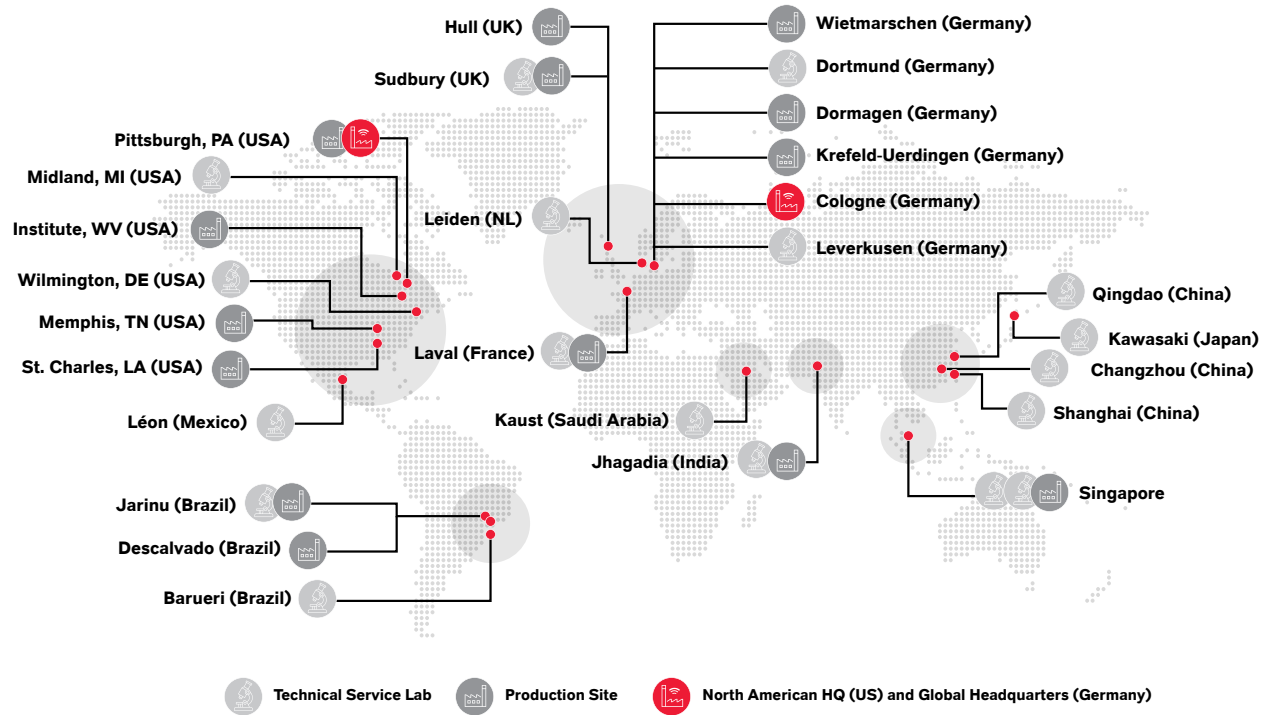 Hull (UK)
Sudbury (UK)
Pittsburgh, PA (USA)
Midland, MI (USA)
Institute, WV (USA)
Wilmington, DE (USA)
Memphis, TN (USA)
St. Charles, LA (USA)
Léon (Mexico)
Leiden (NL)
Laval (France)
Wietmarschen (Germany)
Dortmund (Germany)
Dormagen (Germany)
Krefeld-Uerdingen (Germany)
Cologne (Germany)
Leverkusen (Germany)
Qingdao (China)
Kawasaki (Japan)
Changzhou (China)
Shanghai (China)
Kaust (Saudi Arabia)
Jhagadia (India)
Singapore
Jarinu (Brazil)
Descalvado (Brazil)
Barueri (Brazil)
Technical Service Lab
Production Site
North American HQ (US) and Global Headquarters (Germany)